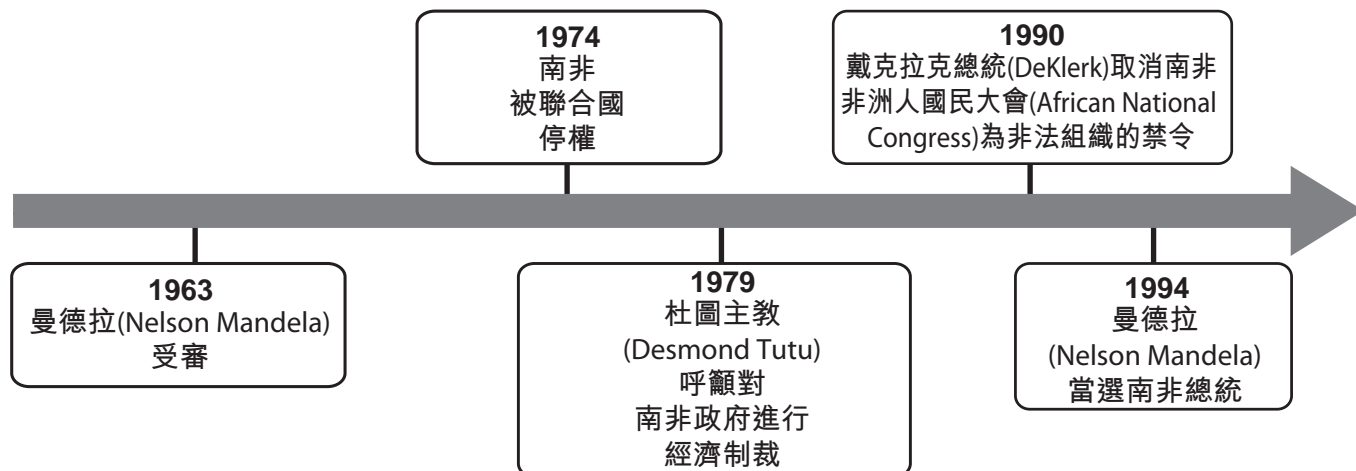 1974
南非
被聯合國
停權
1990
戴克拉克總統(DeKlerk)取消南非
非洲人國民大會(African National
Congress)為非法組織的禁令
1963
曼德拉(Nelson Mandela)
受審
1979
杜圖主教
(Desmond Tutu)
呼籲對
南非政府進行
經濟制裁
1994
曼德拉
(Nelson Mandela)
當選南非總統